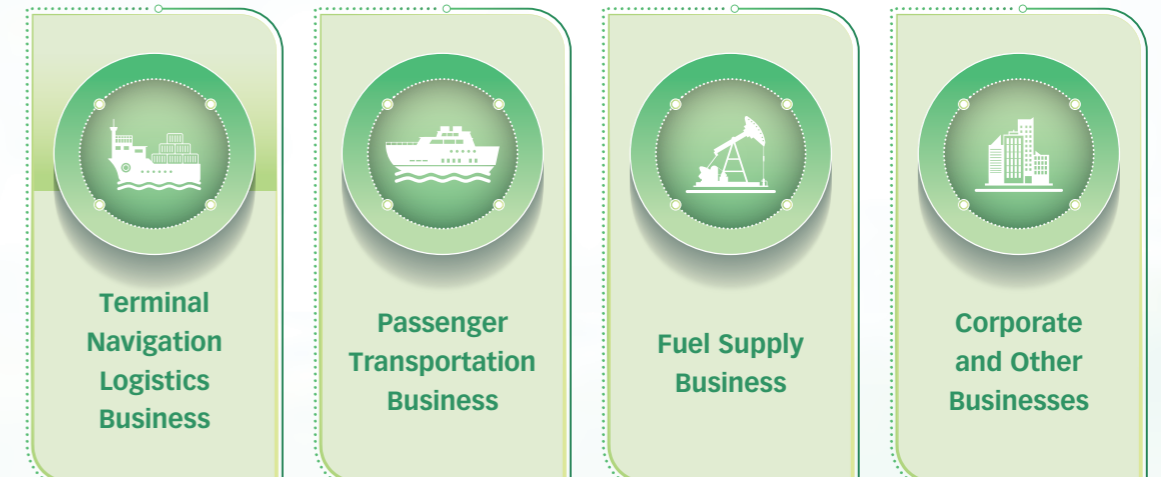 Terminal
Navigation
Logistics
Business
Passenger
Transportation
Business
Fuel Supply
Business
Corporate
and Other
Businesses